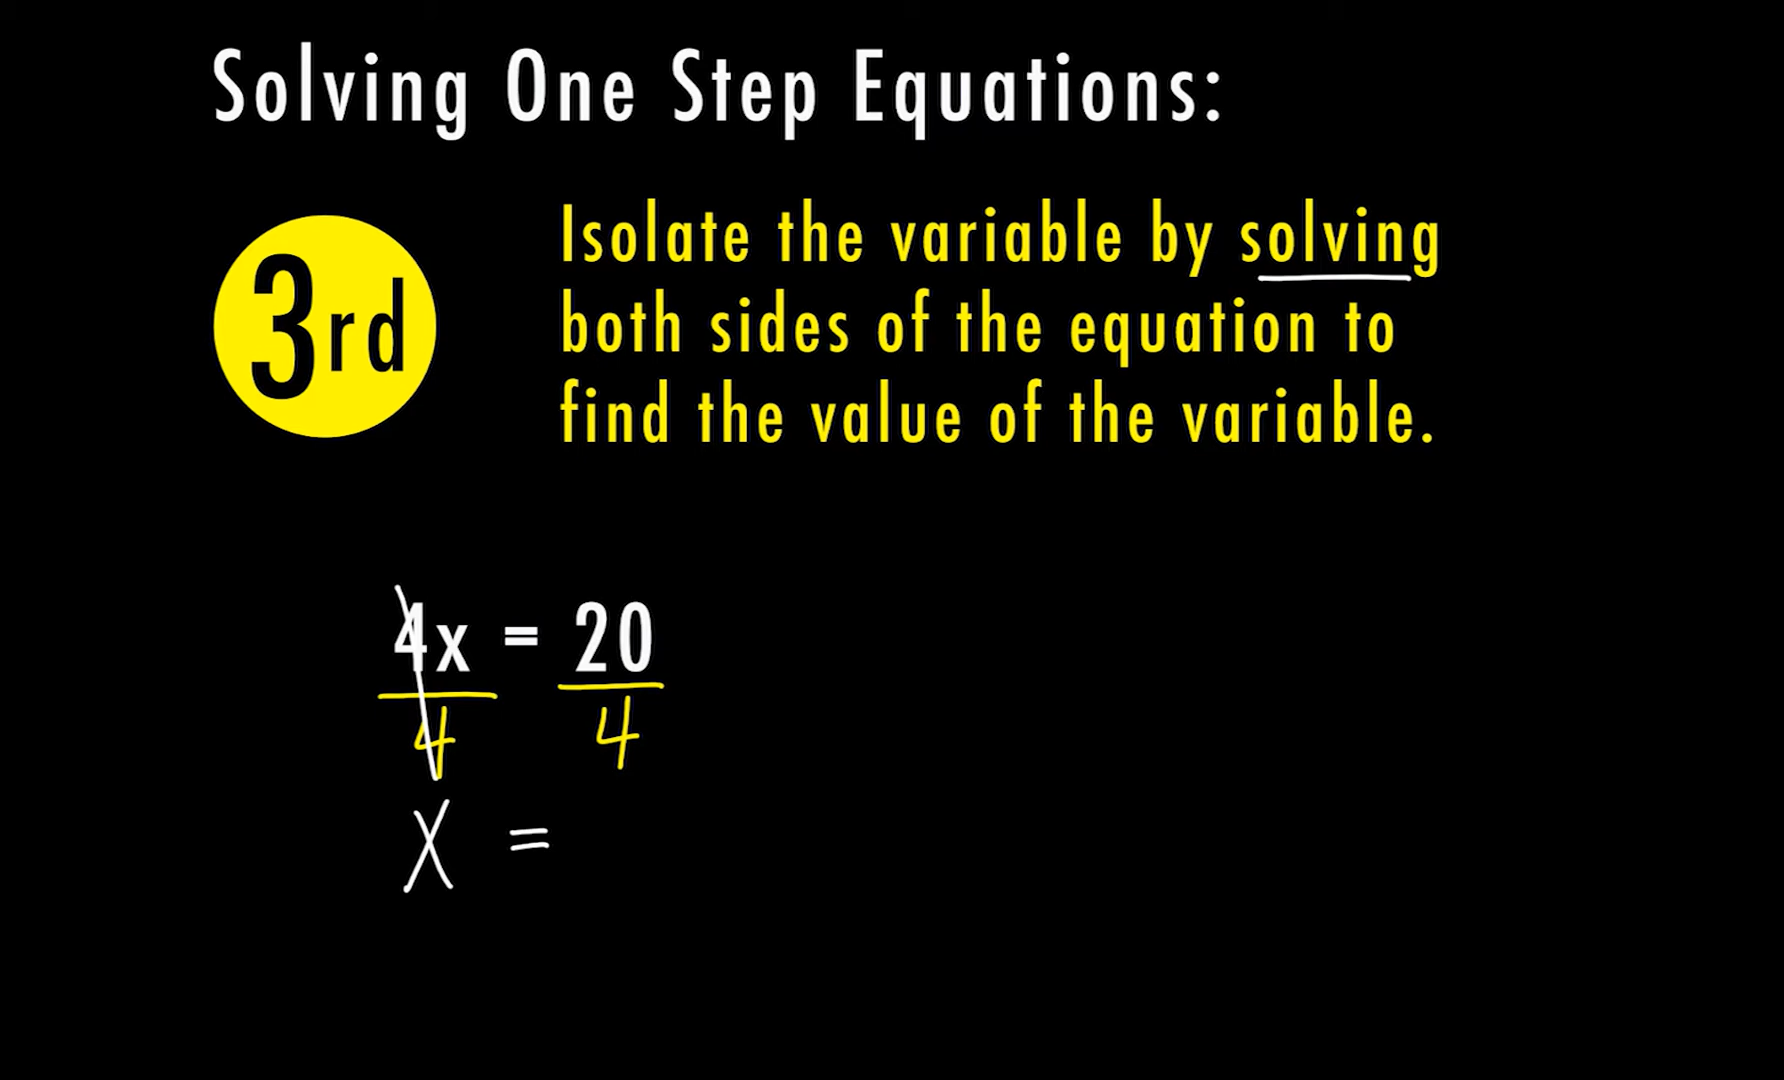 Solving One Step Equations:
3rd
Isolate the variable by solving
both sides of the equation to
find the value of the variable.
4x = 20
4 4
x =